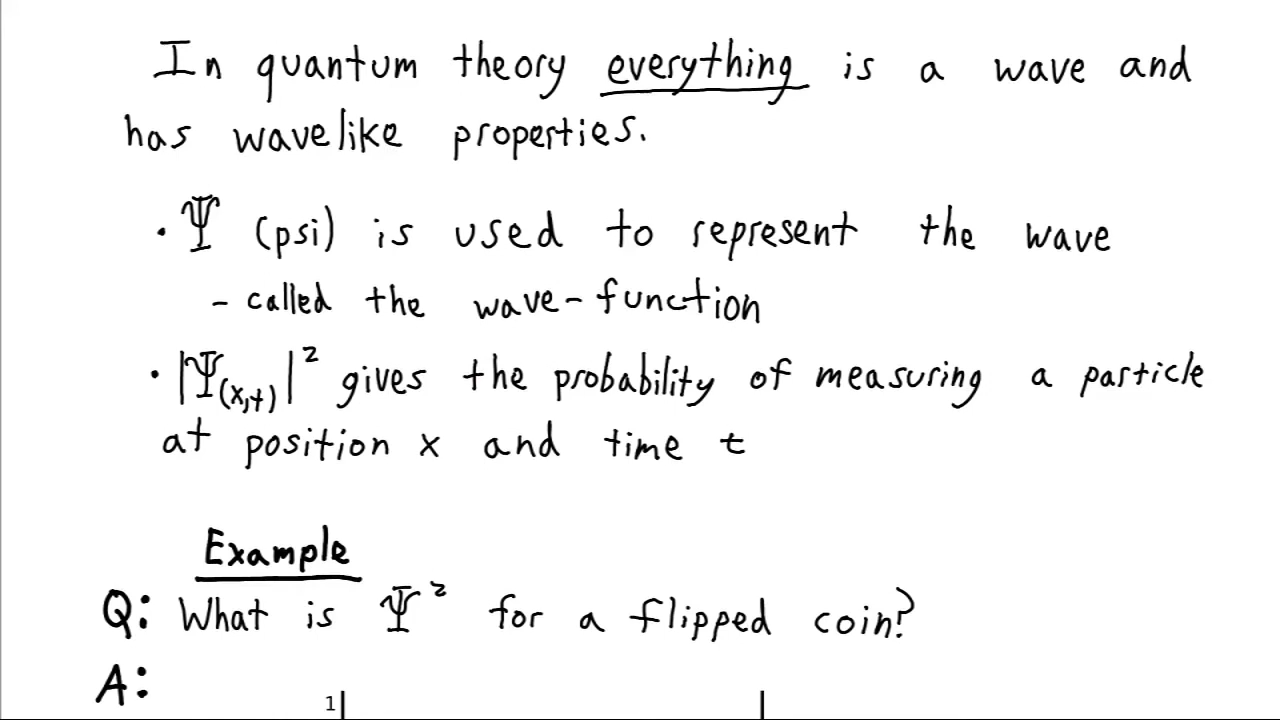 In quantum theory everything is a wave and
has wavelike properties.
• Ψ (psi) is used to represent the wave
- called the wave-function
• |Ψ(x,t)|² gives the probability of measuring a particle
at position x and time t
Example
Q: What is Ψ² for a flipped coin?
A:
1